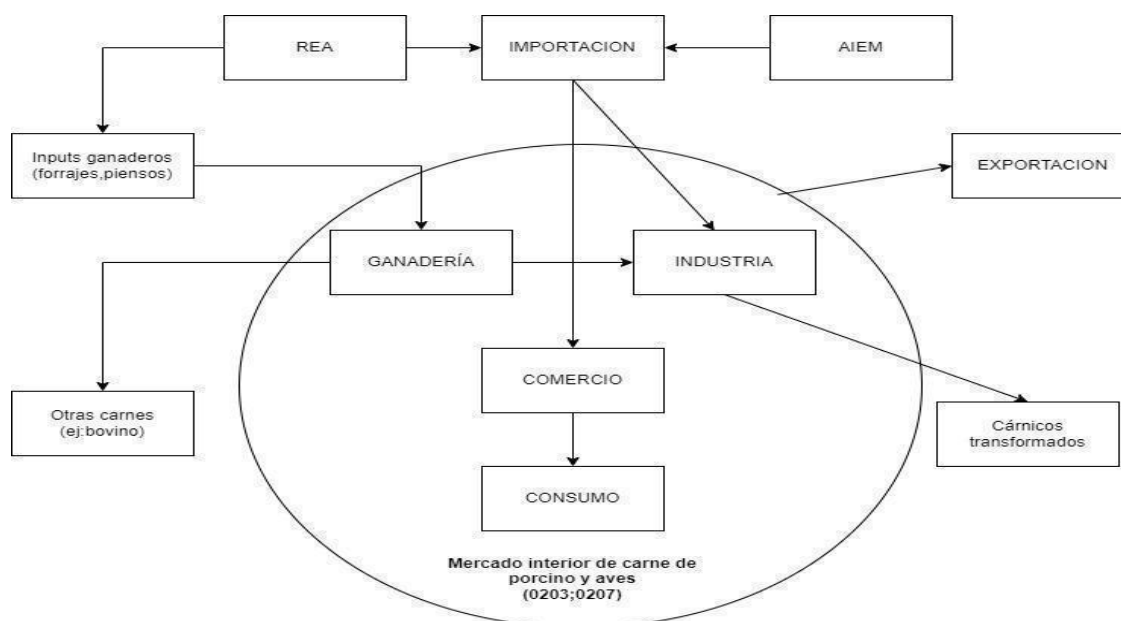 REA
IMPORTACION
AIEM
Inputs ganaderos
(forrajes,piensos)
EXPORTACION
GANADERÍA
INDUSTRIA
COMERCIO
Otras carnes
(ej:bovino)
Cárnicos
transformados
CONSUMO
Mercado interior de carne de
porcino y aves
(0203;0207)